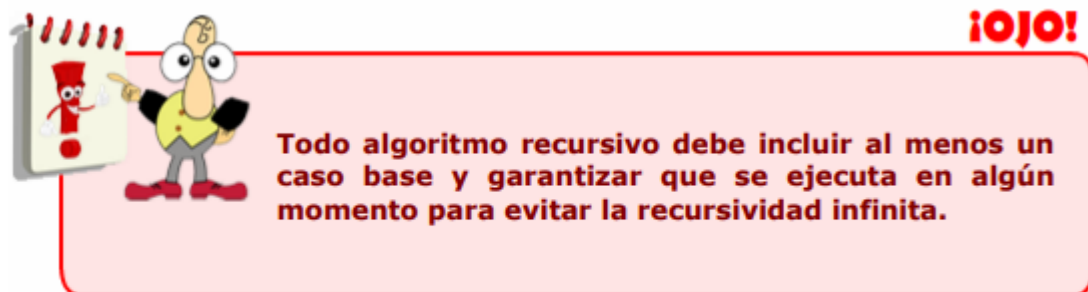 ¡OJO!
Todo algoritmo recursivo debe incluir al menos un
caso base y garantizar que se ejecuta en algún
momento para evitar la recursividad infinita.